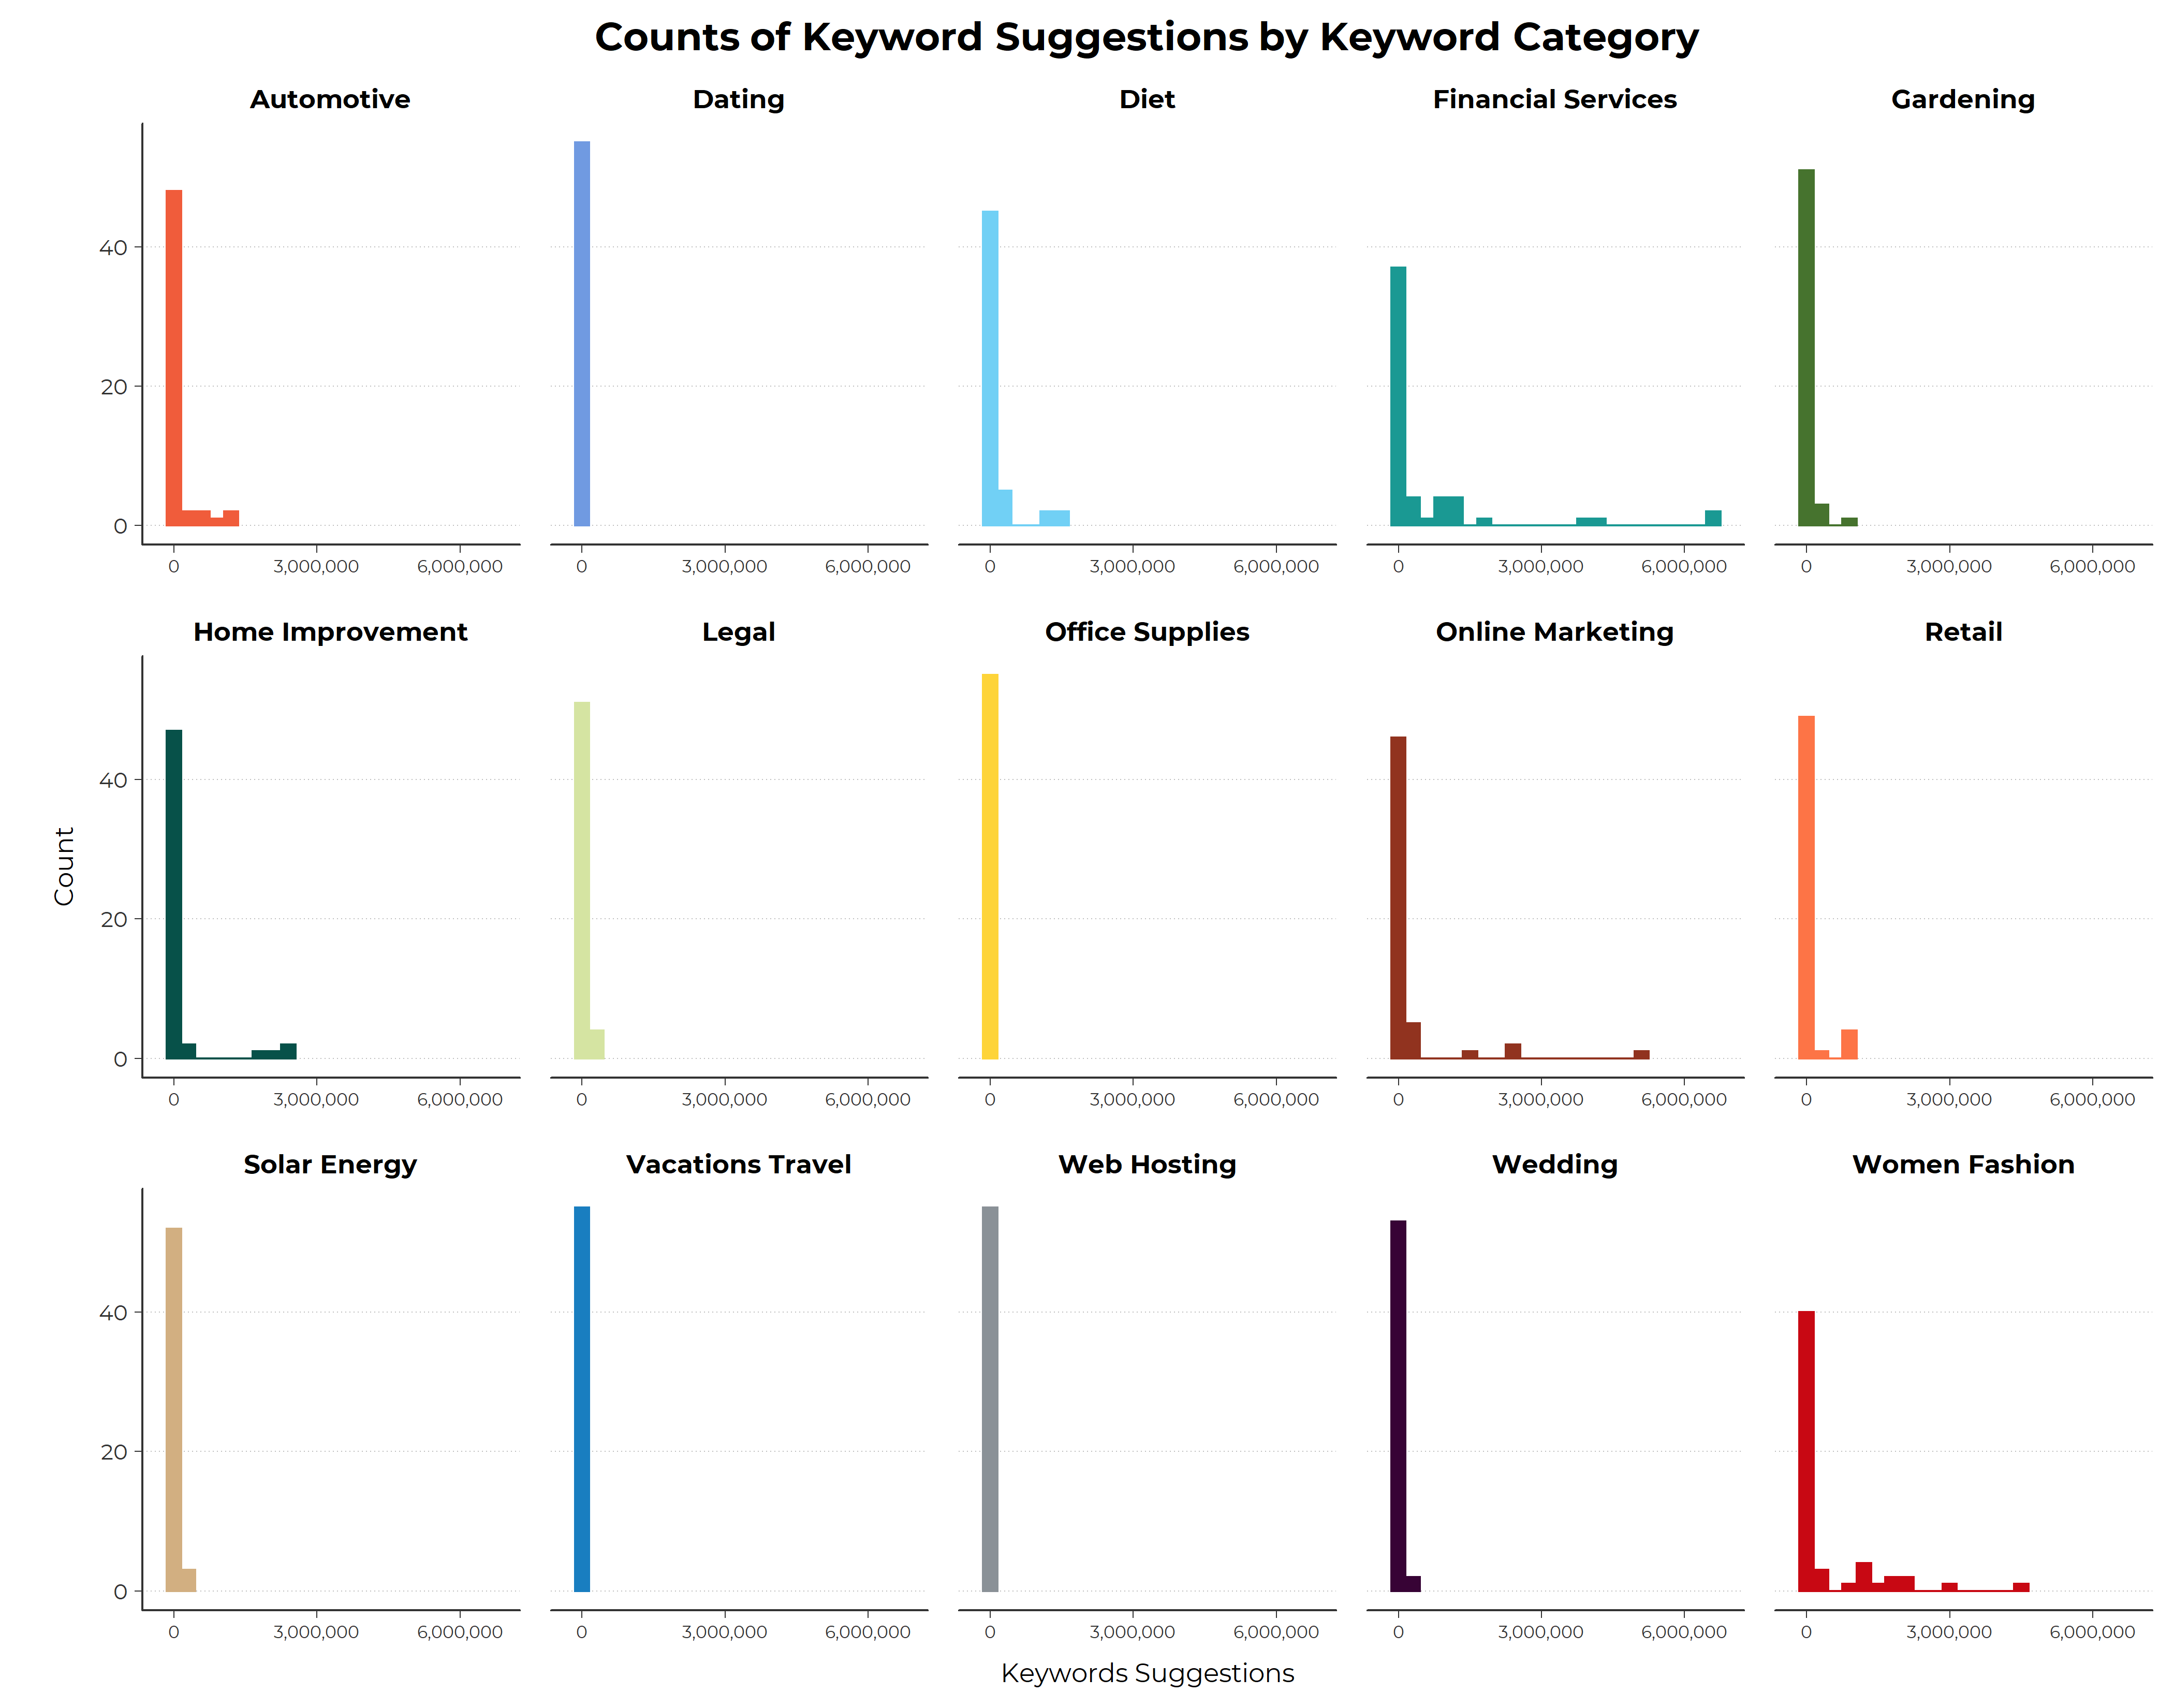 Counts of Keyword Suggestions by Keyword Category
Automotive Dating Diet Financial Services Gardening
40
20
0
0 3,000,000 6,000,000 0 3,000,000 6,000,000 0 3,000,000 6,000,000 0 3,000,000 6,000,000 0 3,000,000 6,000,000
Home Improvement Legal Office Supplies Online Marketing Retail
40
Count
20
0
0 3,000,000 6,000,000 0 3,000,000 6,000,000 0 3,000,000 6,000,000 0 3,000,000 6,000,000 0 3,000,000 6,000,000
Solar Energy Vacations Travel Web Hosting Wedding Women Fashion
40
20
0
0 3,000,000 6,000,000 0 3,000,000 6,000,000 0 3,000,000 6,000,000 0 3,000,000 6,000,000 0 3,000,000 6,000,000
Keywords Suggestions